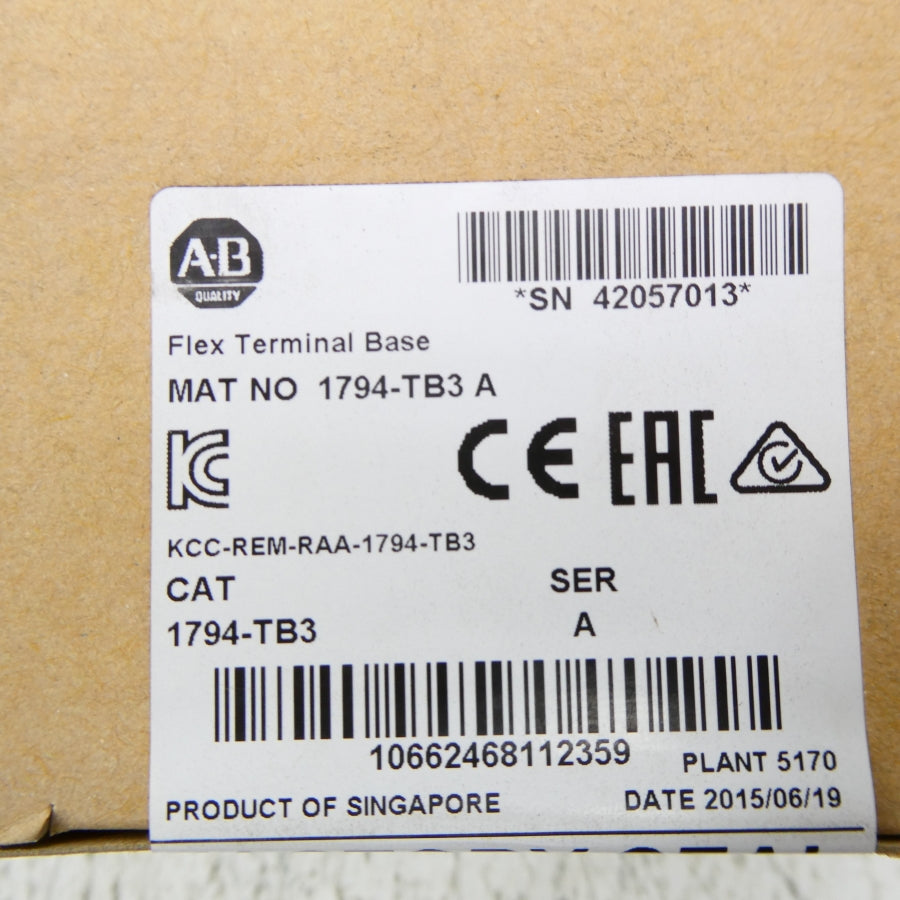 A-B
QUALITY
*SN 42057013*
Flex Terminal Base
MAT NO 1794-TB3 A
KC
CE
EAC
KCC-REM-RAA-1794-TB3
CAT
SER
1794-TB3
A
10662468112359
PLANT 5170
PRODUCT OF SINGAPORE
DATE 2015/06/19